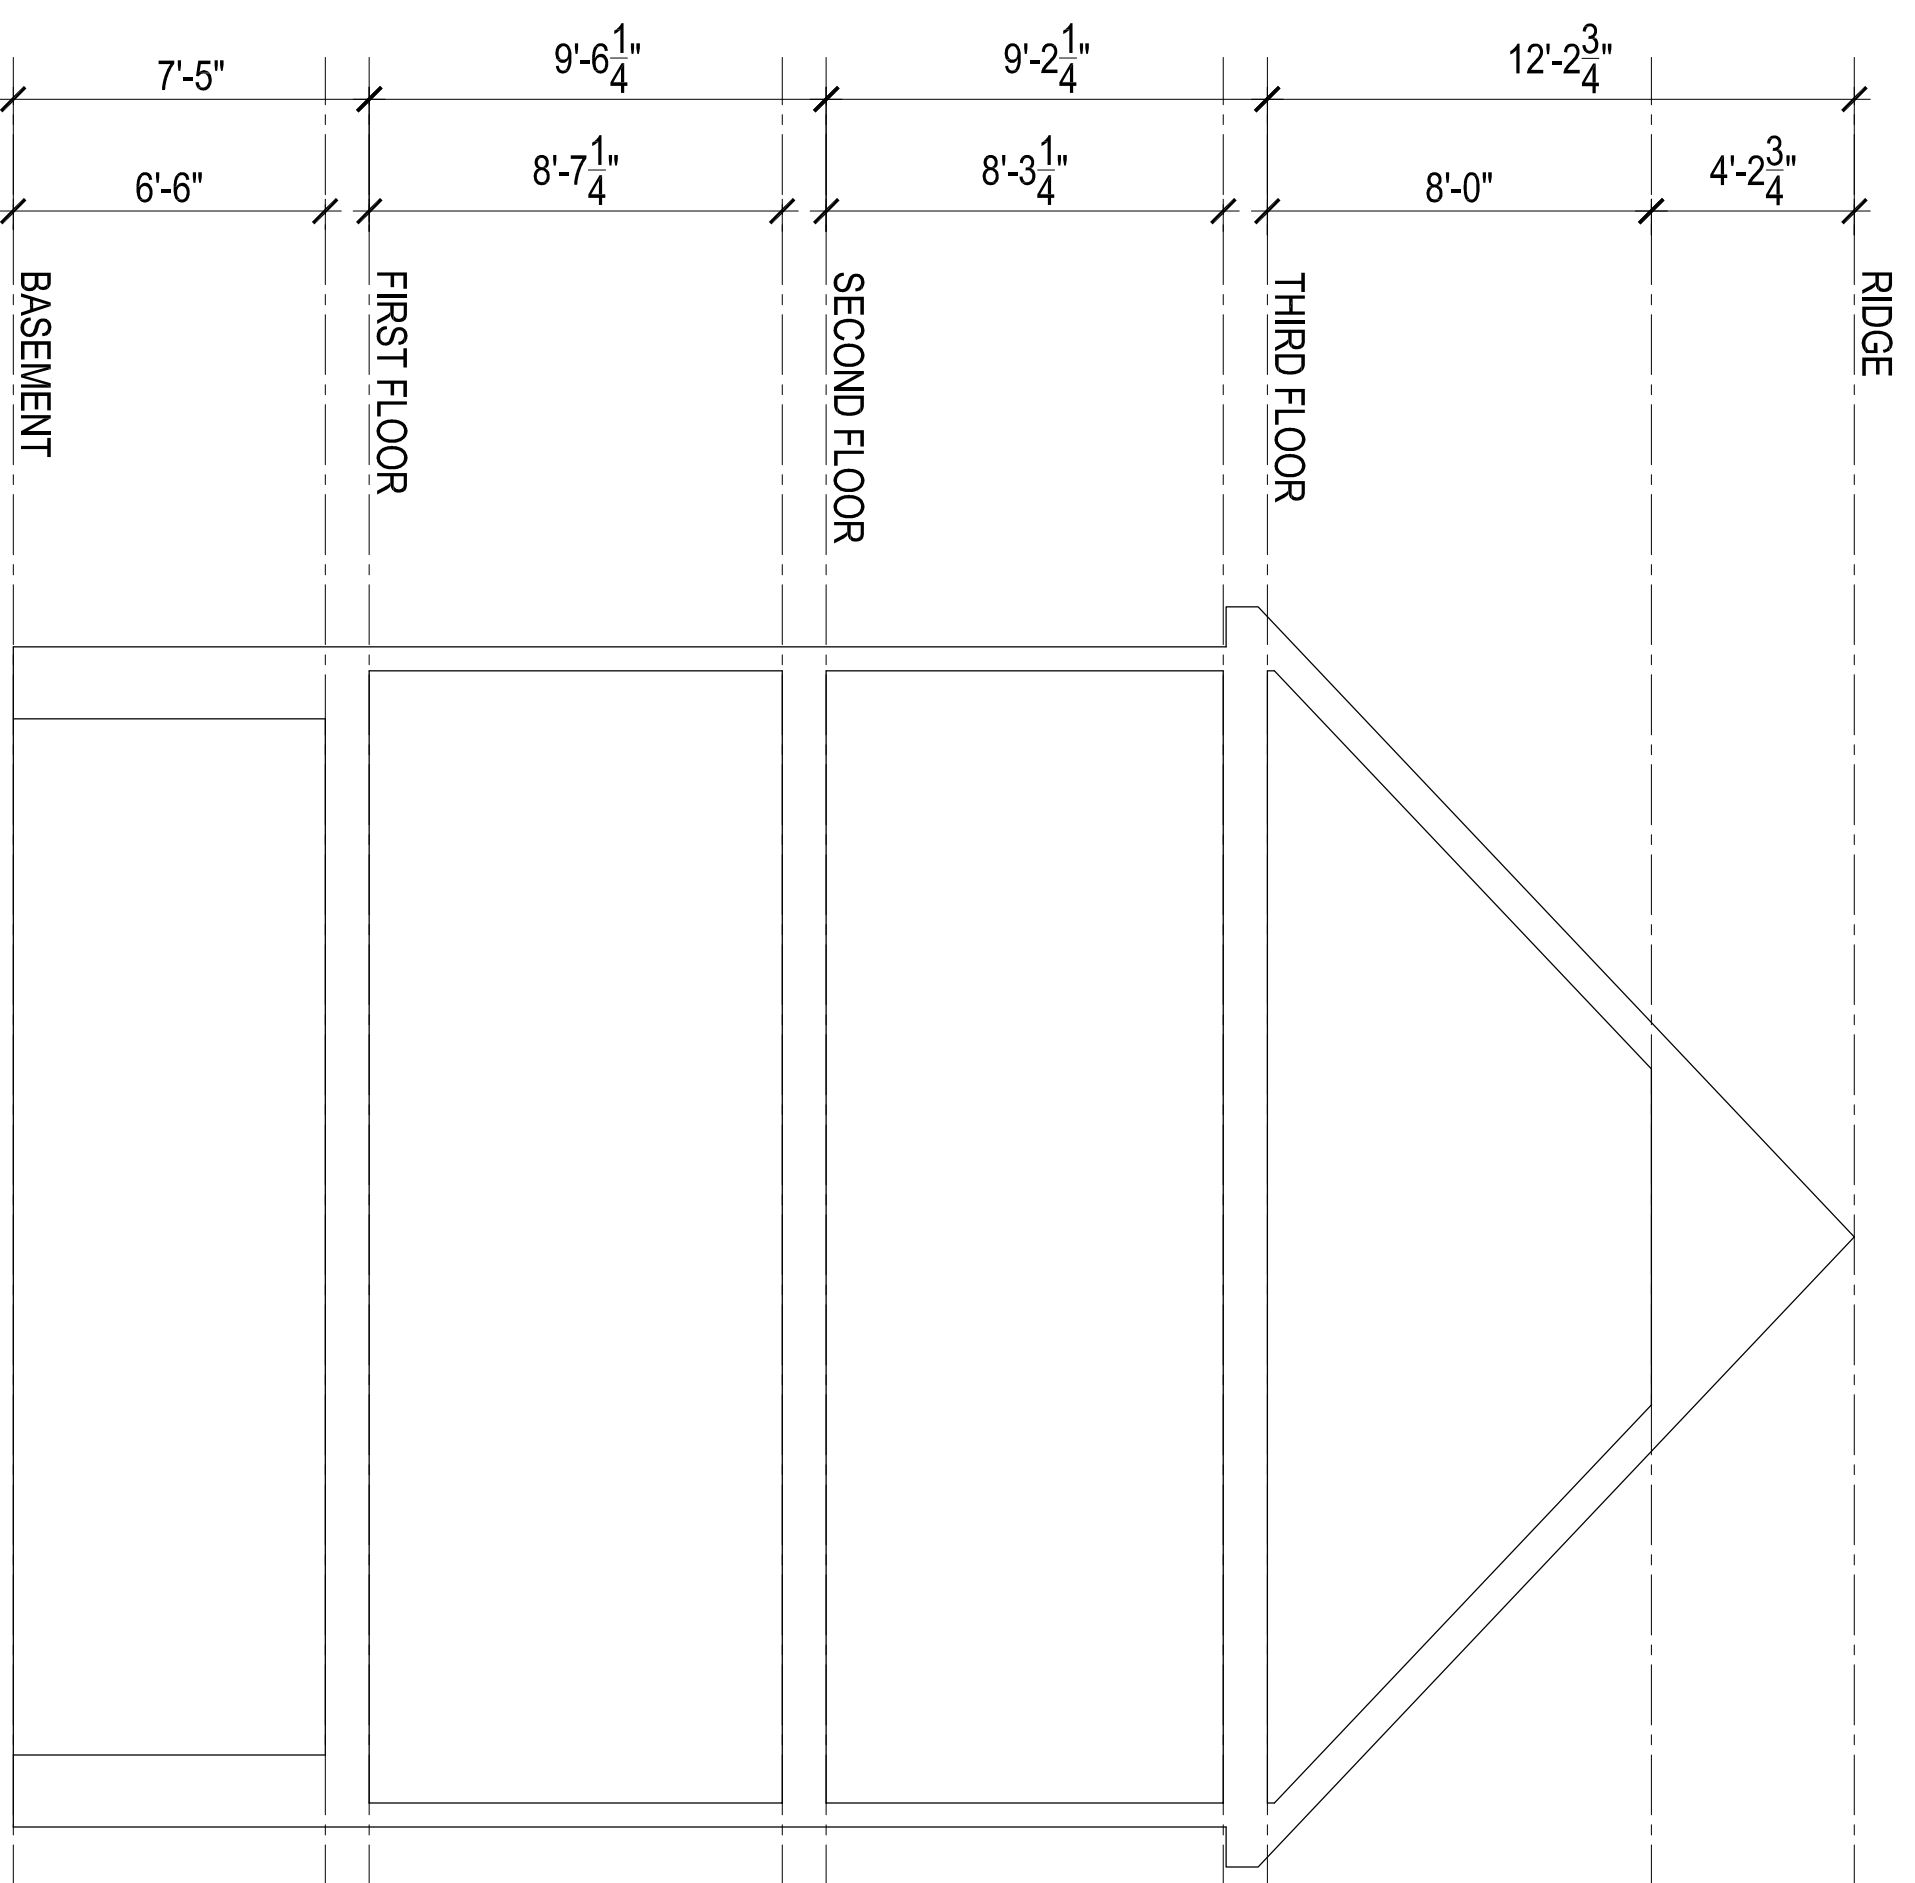 7'-5"
9'-6 1/4"
9'-2 1/4"
12'-2 3/4"
6'-6"
8'-7 1/4"
8'-3 1/4"
8'-0"
4'-2 3/4"
BASEMENT
FIRST FLOOR
SECOND FLOOR
THIRD FLOOR
RIDGE